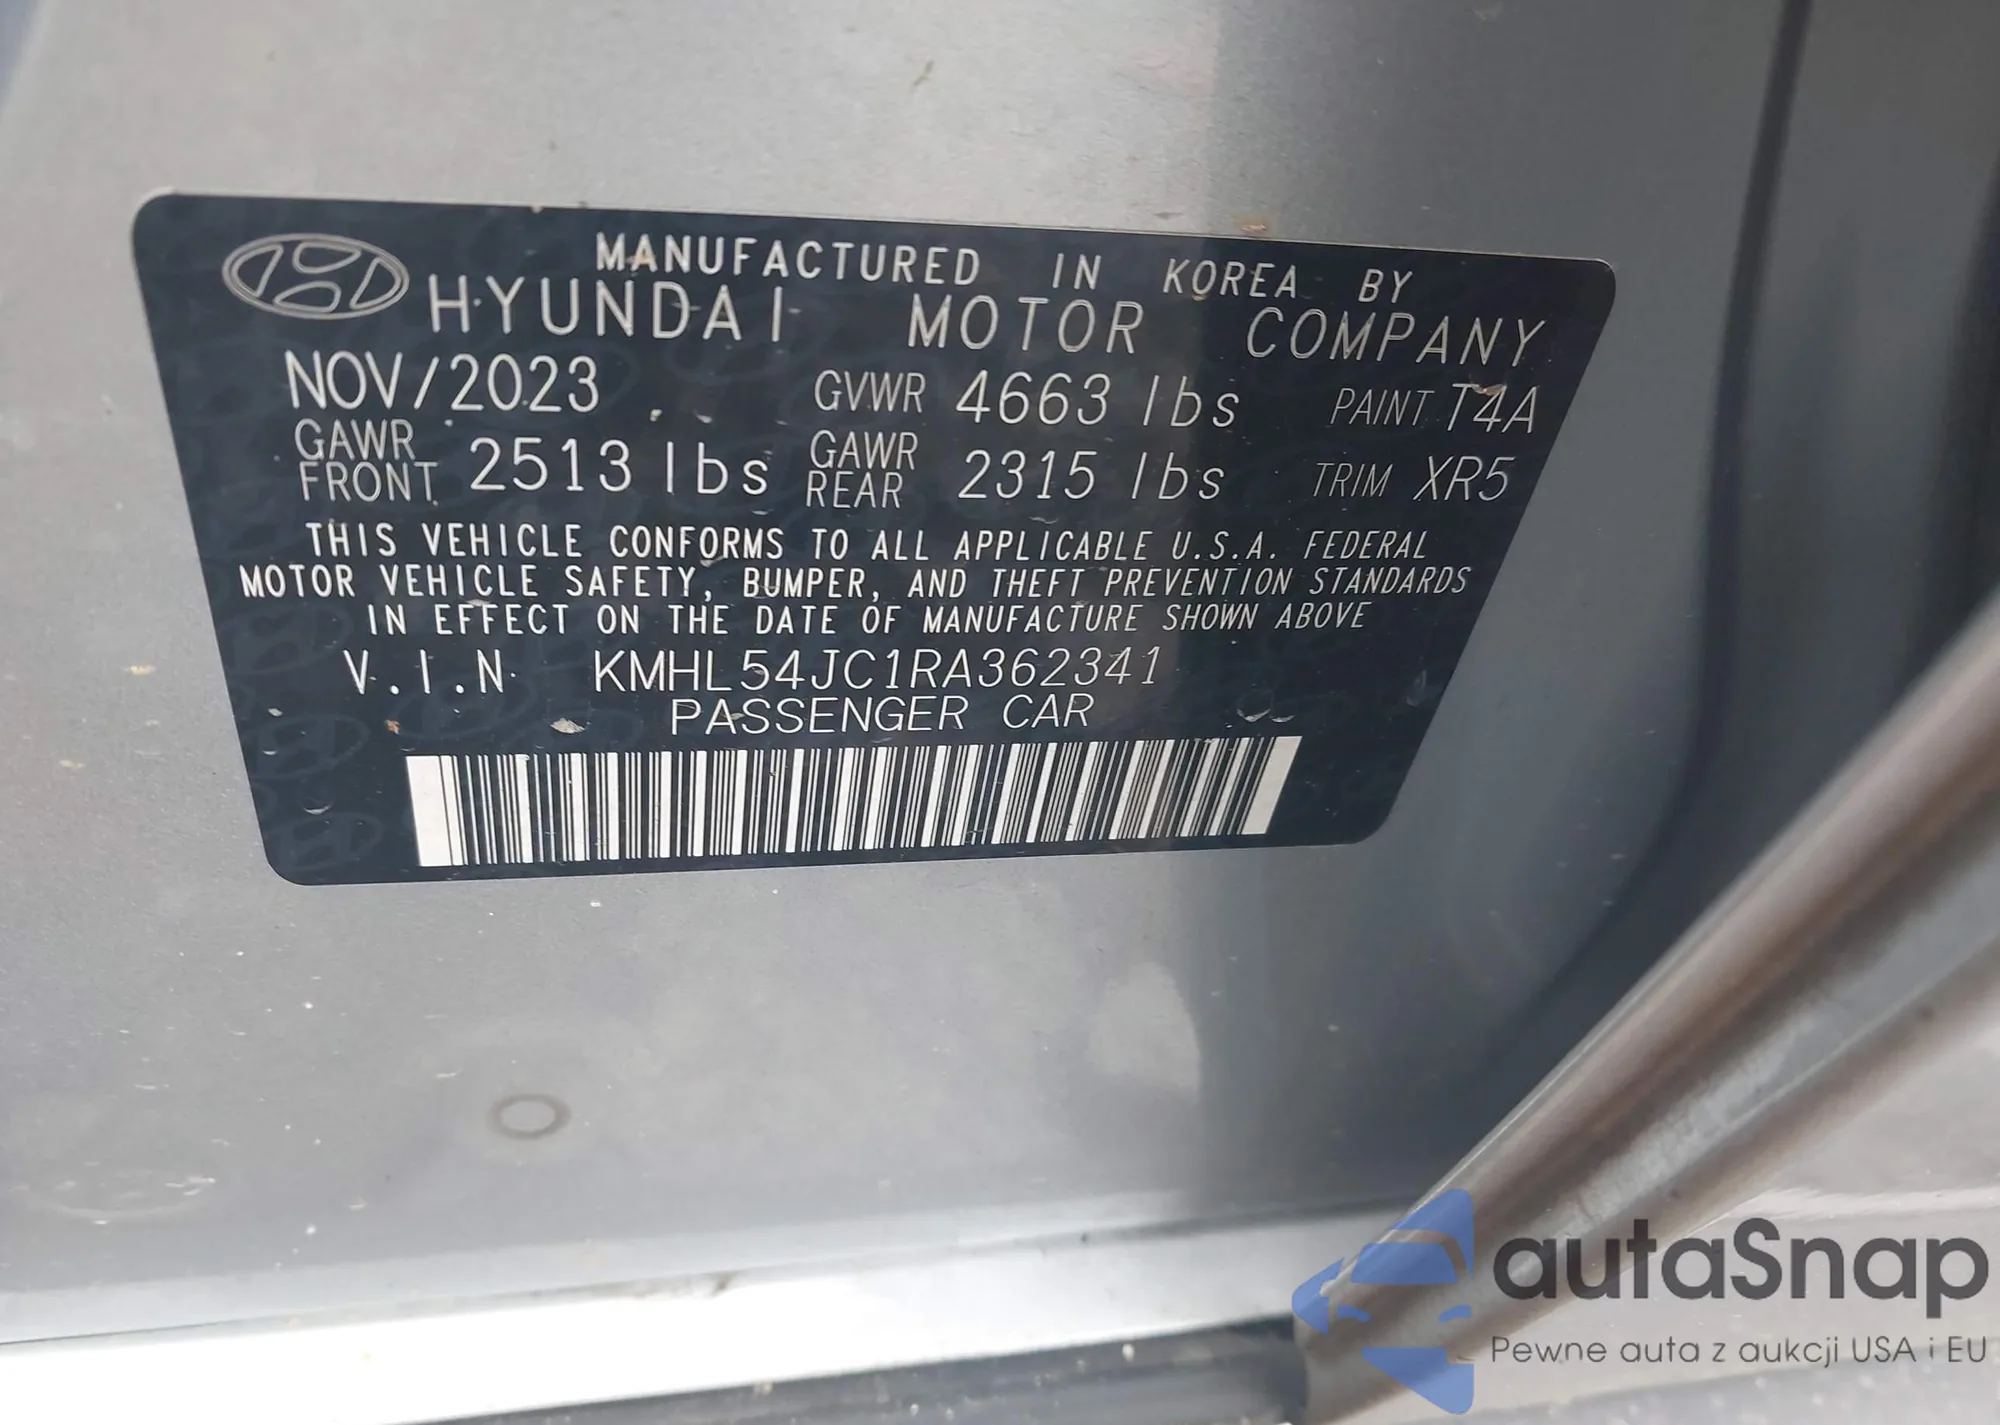 MANUFACTURED IN KOREA BY
HYUNDAI MOTOR COMPANY
NOV/2023 GVWR 4663 lbs PAINT T4A
GAWR FRONT 2513 lbs GAWR REAR 2315 lbs TRIM XR5
THIS VEHICLE CONFORMS TO ALL APPLICABLE U.S.A. FEDERAL
MOTOR VEHICLE SAFETY, BUMPER, AND THEFT PREVENTION STANDARDS
IN EFFECT ON THE DATE OF MANUFACTURE SHOWN ABOVE
V.I.N KMHL54JC1RA362341
PASSENGER CAR
autaSnap
Pewne auta z aukcji USA i EU